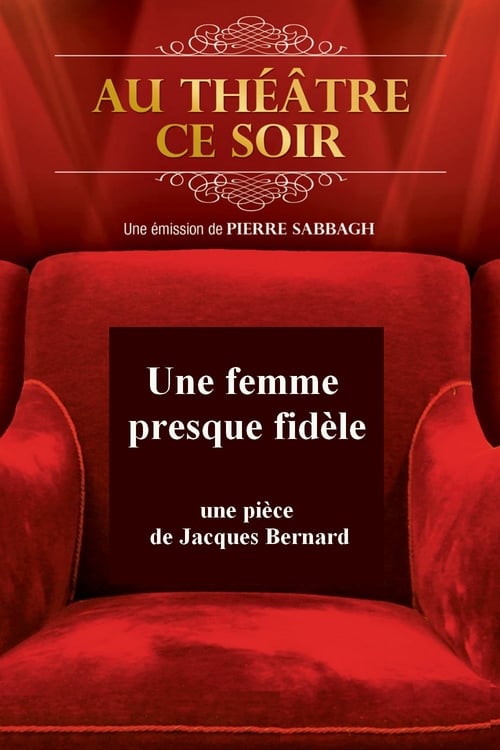 AU THÉÂTRE
CE SOIR
Une émission de PIERRE SABBAGH
Une femme
presque fidèle
une pièce
de Jacques Bernard